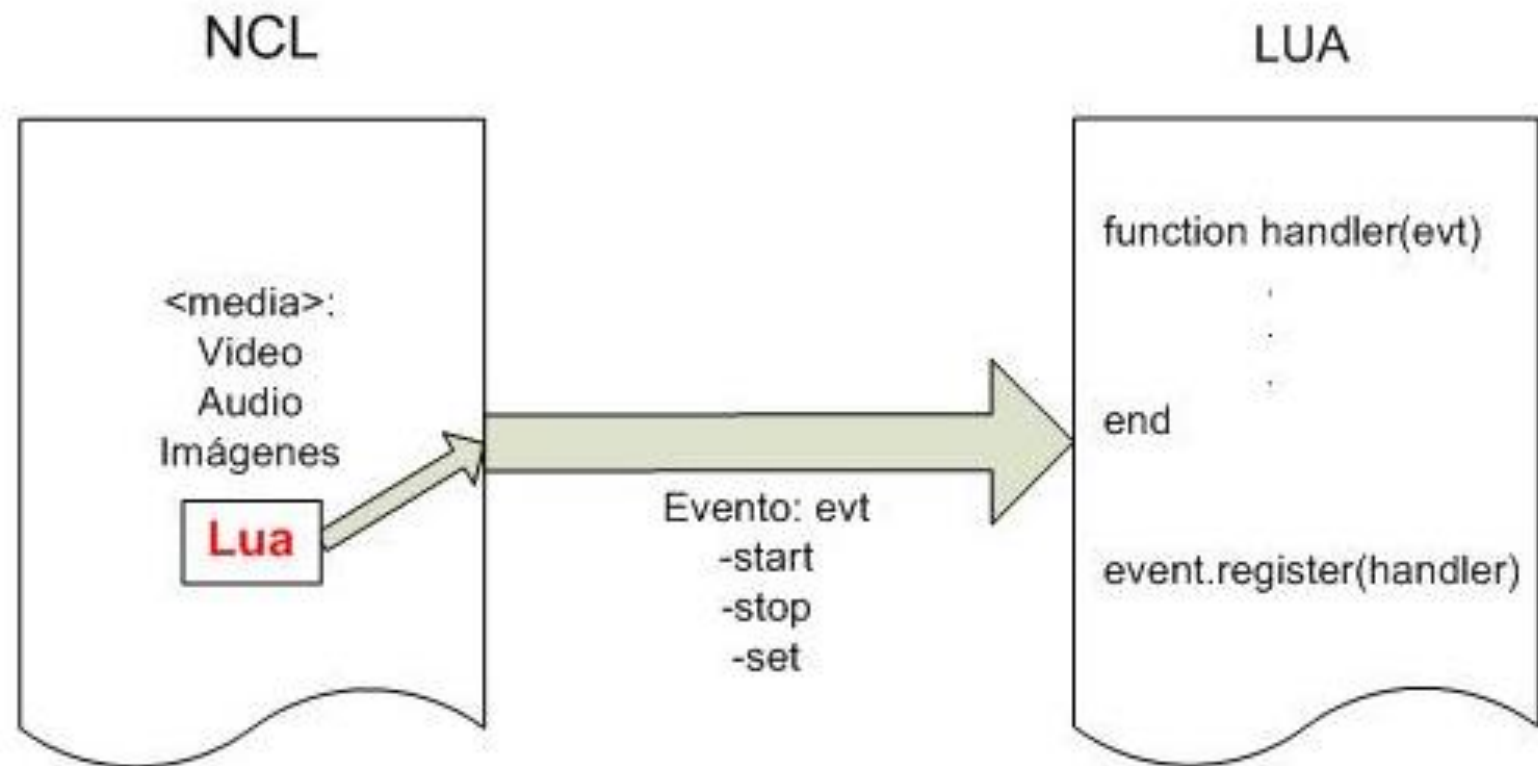 NCL
<media>:
Video
Audio
Imágenes
Lua
Evento: evt
-start
-stop
-set
LUA
function handler(evt)
.
.
.
end
event.register(handler)